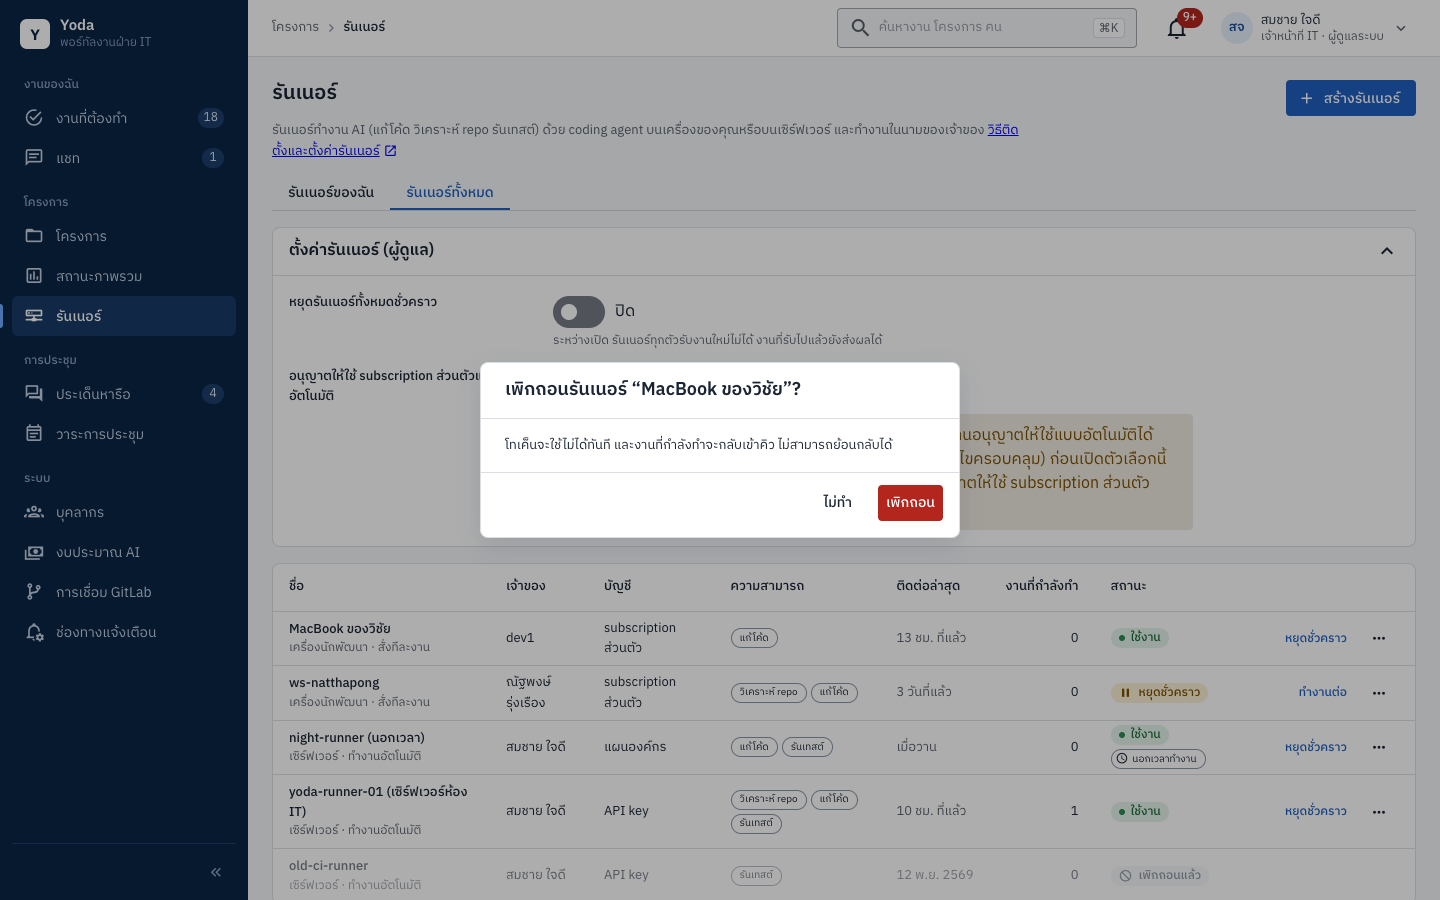 Y
Yoda
พอร์ทัลงานฝ่าย IT
งานของฉัน
งานที่ต้องทำ 18
แชท 1
โครงการ
โครงการ
สถานะภาพรวม
รันเนอร์
การประชุม
ประเด็นหารือ 4
วาระการประชุม
ระบบ
บุคลากร
งบประมาณ AI
การเชื่อม GitLab
ช่องทางแจ้งเตือน
โครงการ รันเนอร์
ค้นหางาน โครงการ คน ⌘K
9+
สจ
สมชาย ใจดี
เจ้าหน้าที่ IT · ผู้ดูแลระบบ
รันเนอร์
สร้างรันเนอร์
รันเนอร์ทำงาน AI (แก้โค้ด วิเคราะห์ repo รันเทสต์) ด้วย coding agent บนเครื่องของคุณหรือบนเซิร์ฟเวอร์ และทำงานในนามของเจ้าของ วิธีติด
ตั้งและตั้งค่ารันเนอร์
รันเนอร์ของฉัน รันเนอร์ทั้งหมด
ตั้งค่ารันเนอร์ (ผู้ดูแล)
หยุดรันเนอร์ทั้งหมดชั่วคราว
ปิด
ระหว่างเปิด รันเนอร์ทุกตัวรับงานใหม่ไม่ได้ งานที่รับไปแล้วยังส่งผลได้
อนุญาตให้ใช้ subscription ส่วนตัวแ
อัตโนมัติ
านอนุญาตให้ใช้แบบอัตโนมัติได้
ไขครอบคลุม) ก่อนเปิดตัวเลือกนี้
าตให้ใช้ subscription ส่วนตัว
เพิกถอนรันเนอร์ “MacBook ของวิชัย”?
โทเค็นจะใช้ไม่ได้ทันที และงานที่กำลังทำจะกลับเข้าคิว ไม่สามารถย้อนกลับได้
ไม่ทำ เพิกถอน
ชื่อ เจ้าของ บัญชี ความสามารถ ติดต่อล่าสุด งานที่กำลังทำ สถานะ
MacBook ของวิชัย
เครื่องนักพัฒนา · สั่งทีละงาน
dev1
subscription
ส่วนตัว
แก้โค้ด
13 ชม. ที่แล้ว 0 ใช้งาน หยุดชั่วคราว
ws-natthapong
เครื่องนักพัฒนา · สั่งทีละงาน
ณัฐพงษ์
รุ่งเรือง
subscription
ส่วนตัว
วิเคราะห์ repo แก้โค้ด
3 วันที่แล้ว 0 หยุดชั่วคราว ทำงานต่อ
night-runner (นอกเวลา)
เซิร์ฟเวอร์ · ทำงานอัตโนมัติ
สมชาย ใจดี แผนองค์กร แก้โค้ด รันเทสต์ เมื่อวาน 0
ใช้งาน
นอกเวลาทำงาน
หยุดชั่วคราว
yoda-runner-01 (เซิร์ฟเวอร์ห้อง
IT)
เซิร์ฟเวอร์ · ทำงานอัตโนมัติ
สมชาย ใจดี API key
วิเคราะห์ repo แก้โค้ด
รันเทสต์
10 ชม. ที่แล้ว 1 ใช้งาน หยุดชั่วคราว
old-ci-runner
เซิร์ฟเวอร์ · ทำงานอัตโนมัติ
สมชาย ใจดี API key รันเทสต์ 12 พ.ย. 2569 0 เพิกถอนแล้ว